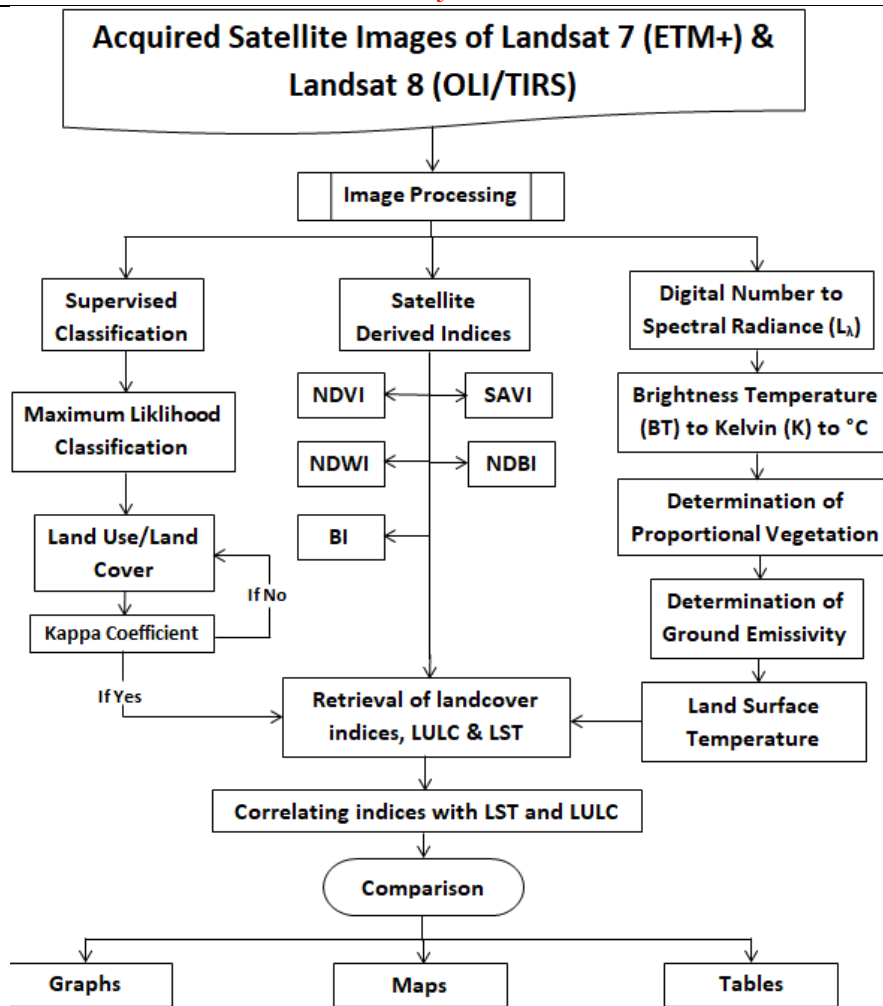 Acquired Satellite Images of Landsat 7 (ETM+) &
Landsat 8 (OLI/TIRS)
Image Processing
Supervised
Classification
Maximum Liklihood
Classification
Land Use/Land
Cover
If No
Kappa Coefficient
If Yes
Satellite
Derived Indices
NDVI
SAVI
NDWI
NDBI
BI
Digital Number to
Spectral Radiance (Lλ)
Brightness Temperature
(BT) to Kelvin (K) to °C
Determination of
Proportional Vegetation
Determination of
Ground Emissivity
Land Surface
Temperature
Retrieval of landcover
indices, LULC & LST
Correlating indices with LST and LULC
Comparison
Graphs
Maps
Tables